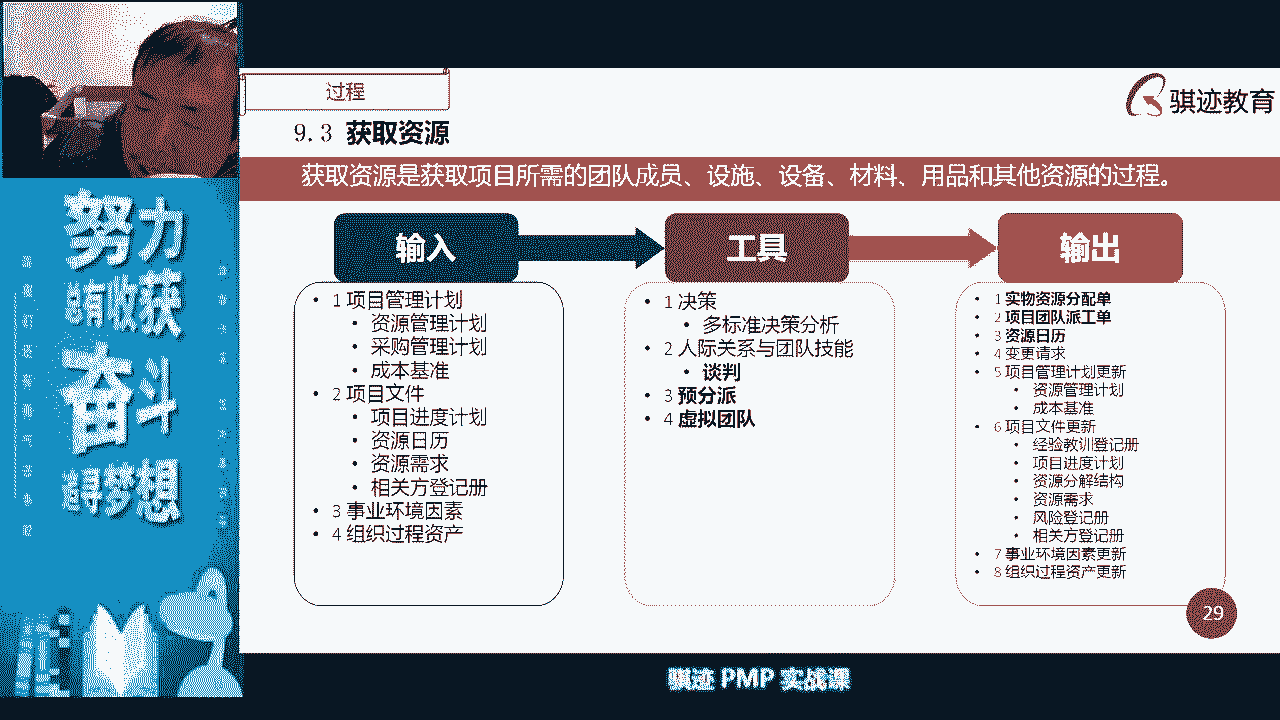 过程
骐迹教育
9.3 获取资源
获取资源是获取项目所需的团队成员、设施、设备、材料、用品和其他资源的过程。
输入
• 1 项目管理计划
• 资源管理计划
• 采购管理计划
• 成本基准
• 2 项目文件
• 项目进度计划
• 资源日历
• 资源需求
• 相关方登记册
• 3 事业环境因素
• 4 组织过程资产
工具
• 1 决策
• 多标准决策分析
• 2 人际关系与团队技能
• 谈判
• 3 预分派
• 4 虚拟团队
输出
• 1 实物资源分配单
• 2 项目团队派工单
• 3 资源日历
• 4 变更请求
• 5 项目管理计划更新
• 资源管理计划
• 成本基准
• 6 项目文件更新
• 经验教训登记册
• 项目进度计划
• 资源分解结构
• 资源需求
• 风险登记册
• 相关方登记册
• 7 事业环境因素更新
• 8 组织过程资产更新
29
努力
总有收获
奋斗
追寻梦想
骐迹 PMP 实战课